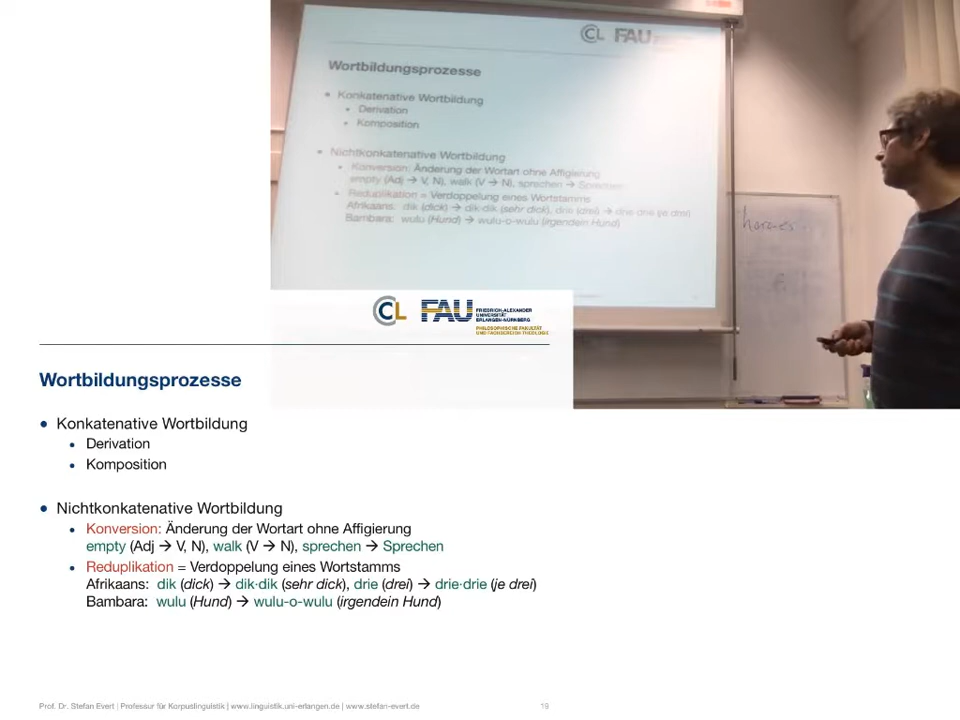 CL FAU
Wortbildungsprozesse
• Konkatenative Wortbildung
• Derivation
• Komposition
• Nichtkonkatenative Wortbildung
• Konversion: Änderung der Wortart ohne Affigierung
empty (Adj → V, N), walk (V → N), sprechen → Sprechen
• Reduplikation = Verdoppelung eines Wortstamms
Afrikaans: dik (dick) → dik·dik (sehr dick), drie (drei) → drie·drie (je drei)
Bambara: wulu (Hund) → wulu-o-wulu (irgendein Hund)
CL FAU
FRIEDRICH-ALEXANDER
UNIVERSITÄT
ERLANGEN-NÜRNBERG
PHILOSOPHISCHE FAKULTÄT
UND FACHBEREICH THEOLOGIE
Wortbildungsprozesse
• Konkatenative Wortbildung
• Derivation
• Komposition
• Nichtkonkatenative Wortbildung
• Konversion: Änderung der Wortart ohne Affigierung
empty (Adj → V, N), walk (V → N), sprechen → Sprechen
• Reduplikation = Verdoppelung eines Wortstamms
Afrikaans: dik (dick) → dik·dik (sehr dick), drie (drei) → drie·drie (je drei)
Bambara: wulu (Hund) → wulu-o-wulu (irgendein Hund)
Prof. Dr. Stefan Evert | Professur für Korpuslinguistik | www.linguistik.uni-erlangen.de | www.stefan-evert.de 19